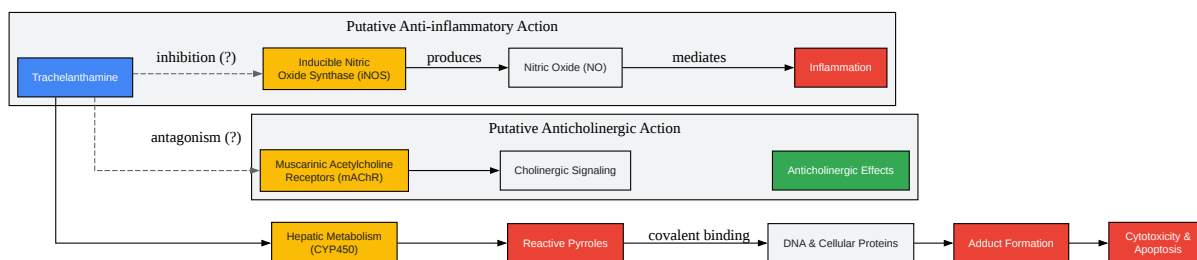 Putative Anti-inflammatory Action
Trachelanthamine
inhibition (?)
Inducible Nitric
Oxide Synthase (iNOS)
produces
Nitric Oxide (NO)
mediates
Inflammation
antagonism (?)
Putative Anticholinergic Action
Muscarinic Acetylcholine
Receptors (mAChR)
Cholinergic Signaling
Anticholinergic Effects
Hepatic Metabolism
(CYP450)
Reactive Pyrroles
covalent binding
DNA & Cellular Proteins
Adduct Formation
Cytotoxicity &
Apoptosis